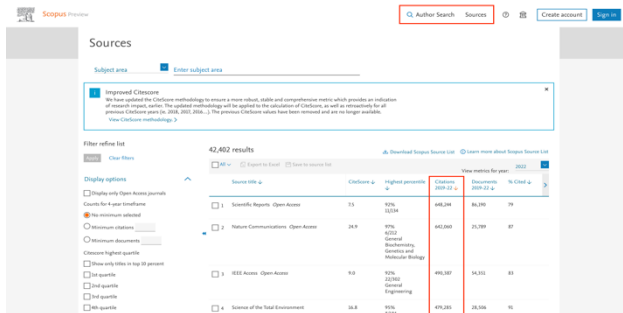 Scopus Preview
Author Search Sources
Create account Sign in
Sources
Subject area Enter subject area
i Improved Citescore
We have updated the CiteScore methodology to ensure a more robust, stable and comprehensive metric which provides an indication
of research impact, earlier. The updated methodology will be applied to the calculation of CiteScore, as well as retroactively for all
previous CiteScore years (ie. 2018, 2017, 2016...). The previous CiteScore values have been removed and are no longer available.
View CiteScore methodology. >
Filter refine list
Apply Clear filters
Display options
Display only Open Access journals
Counts for 4-year timeframe
No minimum selected
Minimum citations
Minimum documents
Citescore highest quartile
Show only titles in top 10 percent
1st quartile
2nd quartile
3rd quartile
4th quartile
42,402 results
Download Scopus Source List Learn more about Scopus Source List
All Export to Excel Save to source list
View metrics for year: 2022
Source title CiteScore Highest percentile Citations 2019-22 Documents 2019-22 % Cited
1 Scientific Reports Open Access 7.5 92% 11/134 648,244 86,290 79
2 Nature Communications Open Access 24.9 97% 6/212 General Biochemistry, Genetics and Molecular Biology 642,060 25,789 87
3 IEEE Access Open Access 9.0 92% 22/302 General Engineering 490,387 54,351 83
4 Science of the Total Environment 16.8 95% 479,285 28,506 91